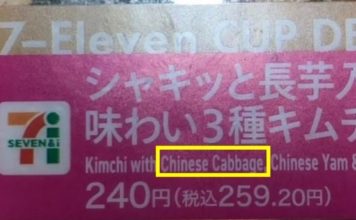 7-Eleven CUP DE
シャキッと長芋入
味わい3種キムチ
SEVEN&i
Kimchi with Chinese Cabbage, Chinese Yam &
240円(税込259.20円)